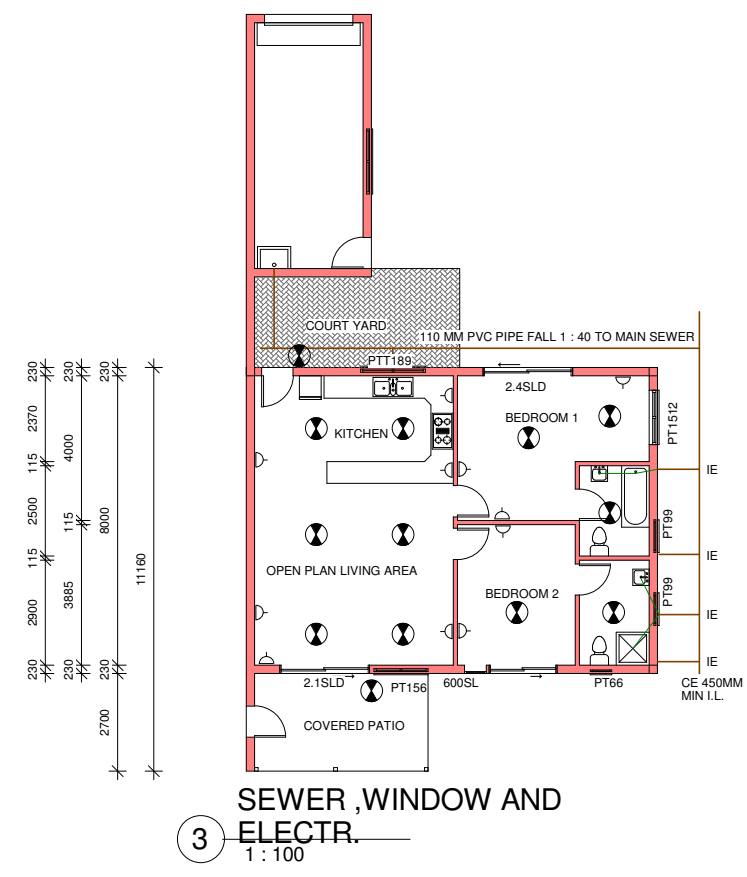 COURT YARD
110 MM PVC PIPE FALL 1 : 40 TO MAIN SEWER
PTT189
2.4SLD
BEDROOM 1
KITCHEN
PT1512
IE
PT99
IE
OPEN PLAN LIVING AREA
BEDROOM 2
PT99
IE
IE
2.1SLD
PT156
600SL
PT66
CE 450MM
MIN I.L.
COVERED PATIO
230
2370
115
2500
115
2900
230
230
4000
115
3885
230
230
8000
230
2700
11160
3
SEWER ,WINDOW AND
ELECTR.
1 : 100